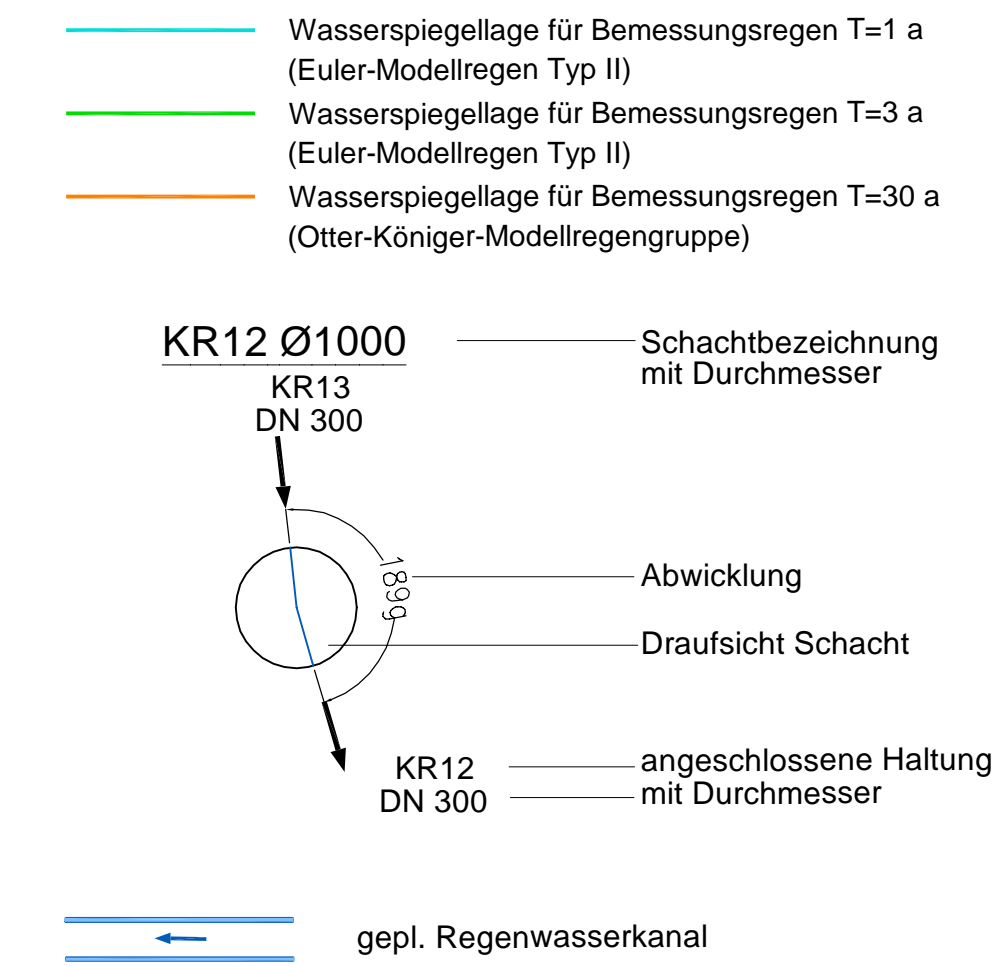 Wasserspiegellage für Bemessungsregen T=1 a
(Euler-Modellregen Typ II)
Wasserspiegellage für Bemessungsregen T=3 a
(Euler-Modellregen Typ II)
Wasserspiegellage für Bemessungsregen T=30 a
(Otter-Königer-Modellregengruppe)
KR12 Ø1000
Schachtbezeichnung
mit Durchmesser
KR13
DN 300
189g
Abwicklung
Draufsicht Schacht
KR12
DN 300
angeschlossene Haltung
mit Durchmesser
gepl. Regenwasserkanal